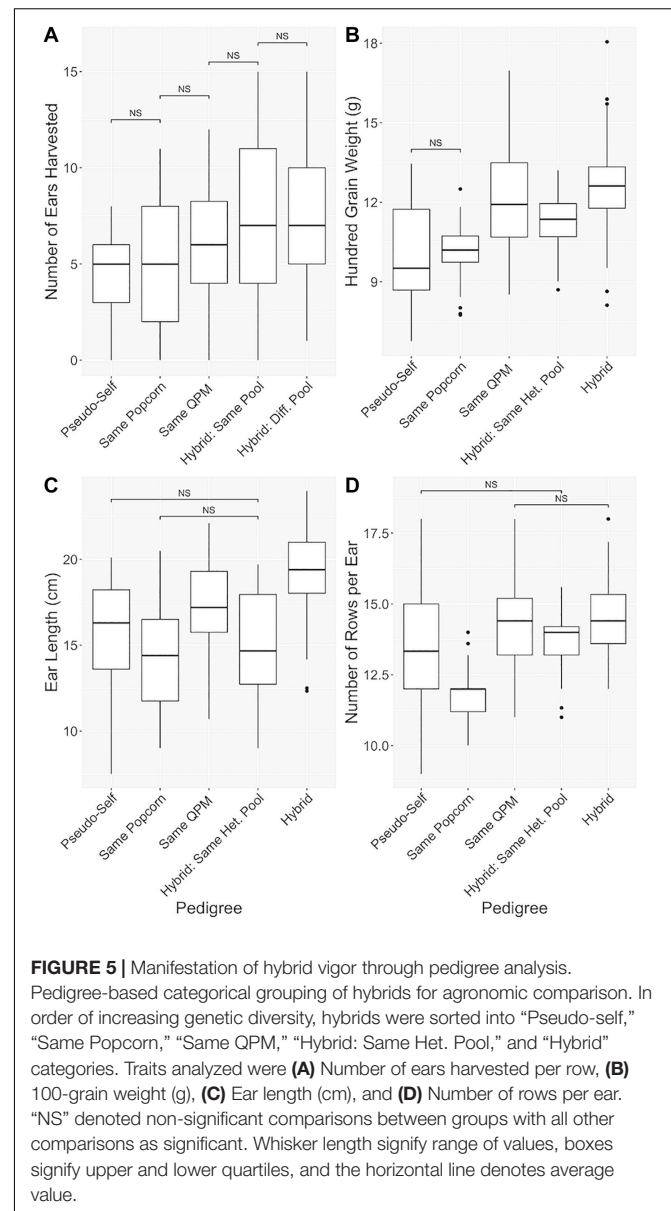 A
NS
NS
NS
NS
15
10
5
0
Number of Ears Harvested
Pseudo-Self
Same Popcorn
Same QPM
Hybrid: Same Pool
Hybrid: Diff. Pool
B
NS
18
15
12
9
Hundred Grain Weight (g)
Pseudo-Self
Same Popcorn
Same QPM
Hybrid: Same Het. Pool
Hybrid
C
NS
NS
20
15
10
Ear Length (cm)
Pseudo-Self
Same Popcorn
Same QPM
Hybrid: Same Het. Pool
Hybrid
Pedigree
D
NS
NS
17.5
15.0
12.5
10.0
Number of Rows per Ear
Pseudo-Self
Same Popcorn
Same QPM
Hybrid: Same Het. Pool
Hybrid
Pedigree
FIGURE 5 | Manifestation of hybrid vigor through pedigree analysis.
Pedigree-based categorical grouping of hybrids for agronomic comparison. In
order of increasing genetic diversity, hybrids were sorted into “Pseudo-self,”
“Same Popcorn,” “Same QPM,” “Hybrid: Same Het. Pool,” and “Hybrid”
categories. Traits analyzed were (A) Number of ears harvested per row, (B)
100-grain weight (g), (C) Ear length (cm), and (D) Number of rows per ear.
“NS” denoted non-significant comparisons between groups with all other
comparisons as significant. Whisker length signify range of values, boxes
signify upper and lower quartiles, and the horizontal line denotes average
value.